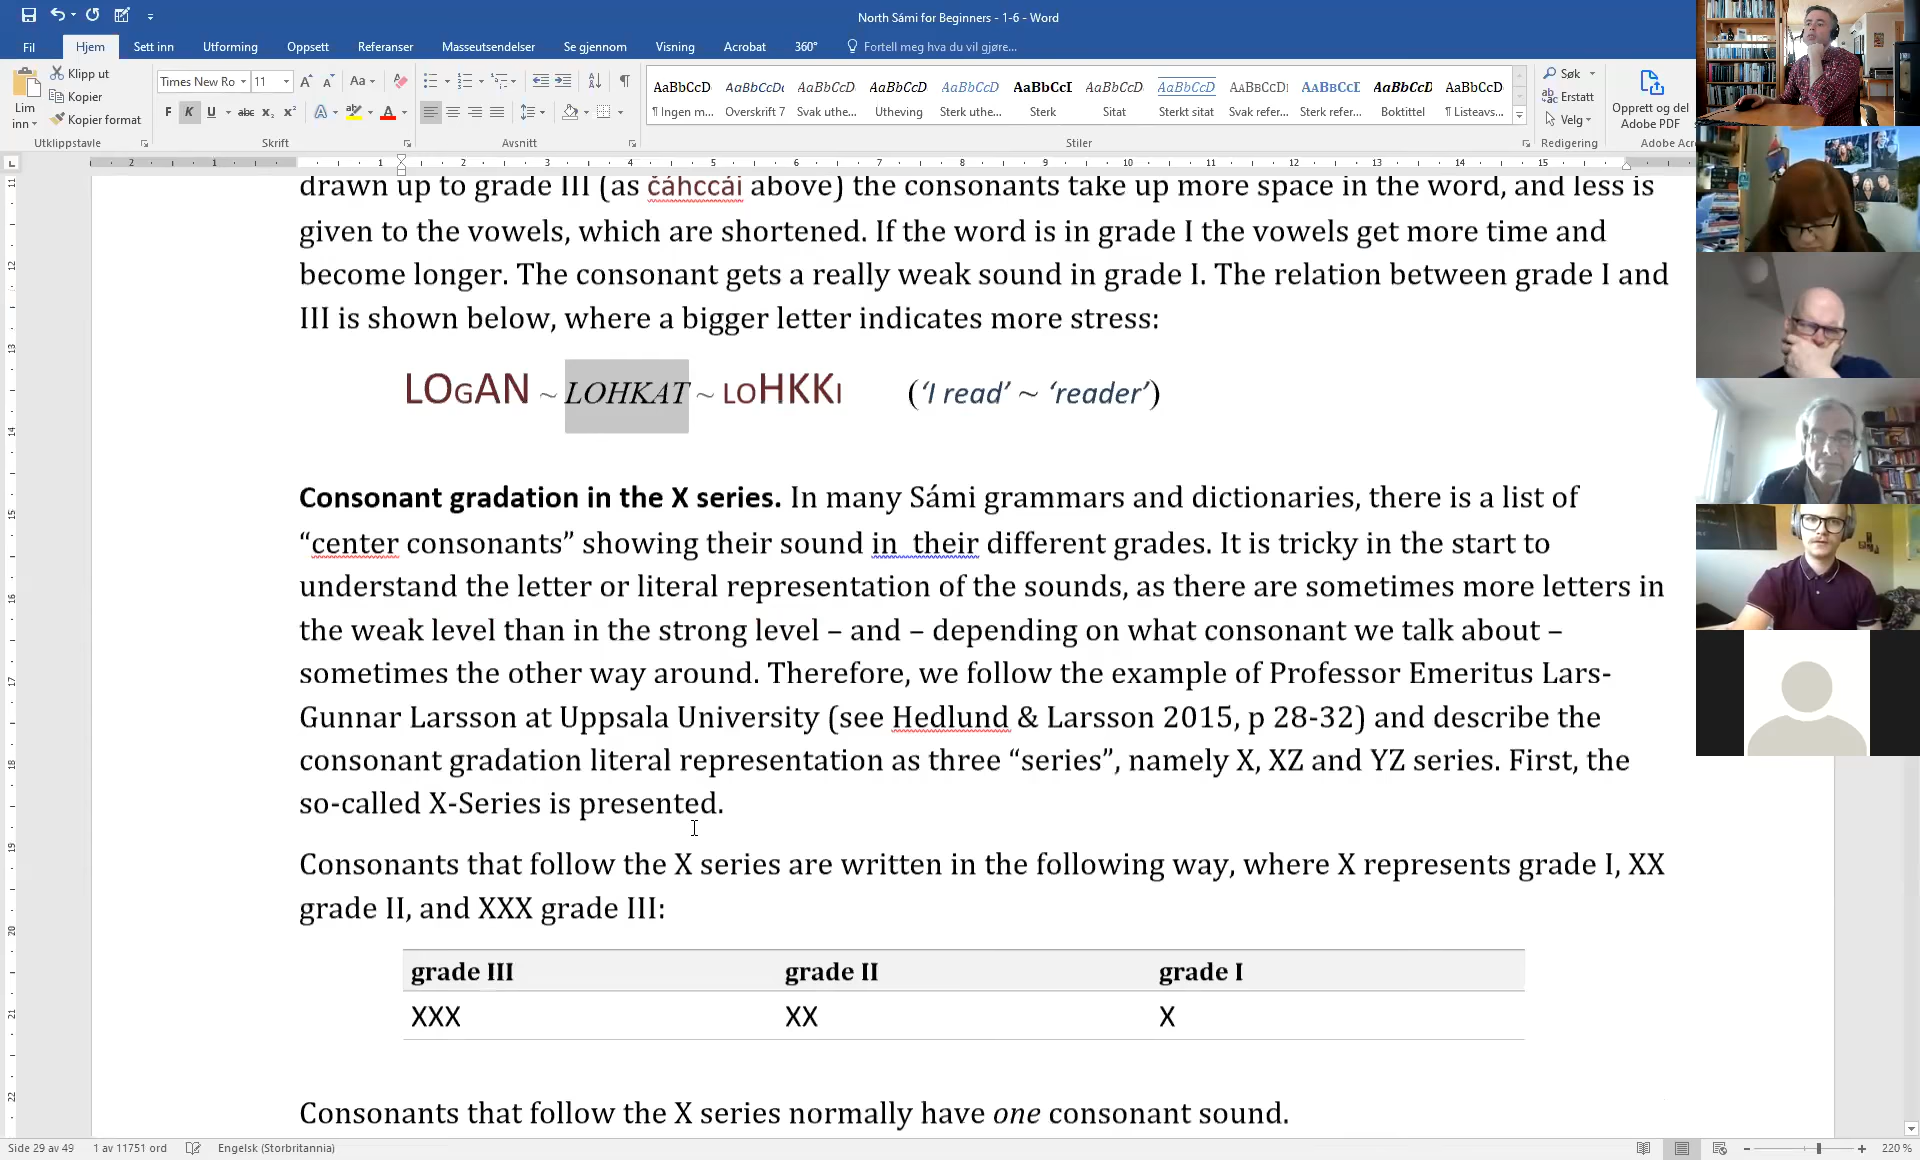 North Sámi for Beginners - 1-6 - Word
Fil Hjem Sett inn Utforming Oppsett Referanser Masseutsendelser Se gjennom Visning Acrobat 360° Fortell meg hva du vil gjøre...
Lim inn
Klipp ut
Kopier
Kopier format
Utklippstavle
Times New Ro 11
Skrift
Avsnitt
AaBbCcD AaBbCcDc AaBbCcD AaBbCcD AaBbCcD AaBbCcI AaBbCcD AaBbCcD AaBbCcD AaBbCcE AaBbCcI AaBbCcD
¶ Ingen m... Overskrift 7 Svak uthe... Utheving Sterk uthe... Sterk Sitat Sterkt sitat Svak refer... Sterk refer... Boktittel ¶ Listeavs...
Stiler
Søk
Erstatt
Velg
Redigering
Opprett og del
Adobe PDF
Adobe Acr
drawn up to grade III (as čáhccái above) the consonants take up more space in the word, and less is
given to the vowels, which are shortened. If the word is in grade I the vowels get more time and
become longer. The consonant gets a really weak sound in grade I. The relation between grade I and
III is shown below, where a bigger letter indicates more stress:
LOGAN ~ LOHKAT ~ LOHKKI (‘I read’ ~ ‘reader’)
Consonant gradation in the X series. In many Sámi grammars and dictionaries, there is a list of
“center consonants” showing their sound in  their different grades. It is tricky in the start to
understand the letter or literal representation of the sounds, as there are sometimes more letters in
the weak level than in the strong level – and – depending on what consonant we talk about –
sometimes the other way around. Therefore, we follow the example of Professor Emeritus Lars-
Gunnar Larsson at Uppsala University (see Hedlund & Larsson 2015, p 28-32) and describe the
consonant gradation literal representation as three “series”, namely X, XZ and YZ series. First, the
so-called X-Series is presented.
Consonants that follow the X series are written in the following way, where X represents grade I, XX
grade II, and XXX grade III:
grade III grade II grade I
XXX XX X
Consonants that follow the X series normally have one consonant sound.
Side 29 av 49 1 av 11751 ord Engelsk (Storbritannia) 220 %